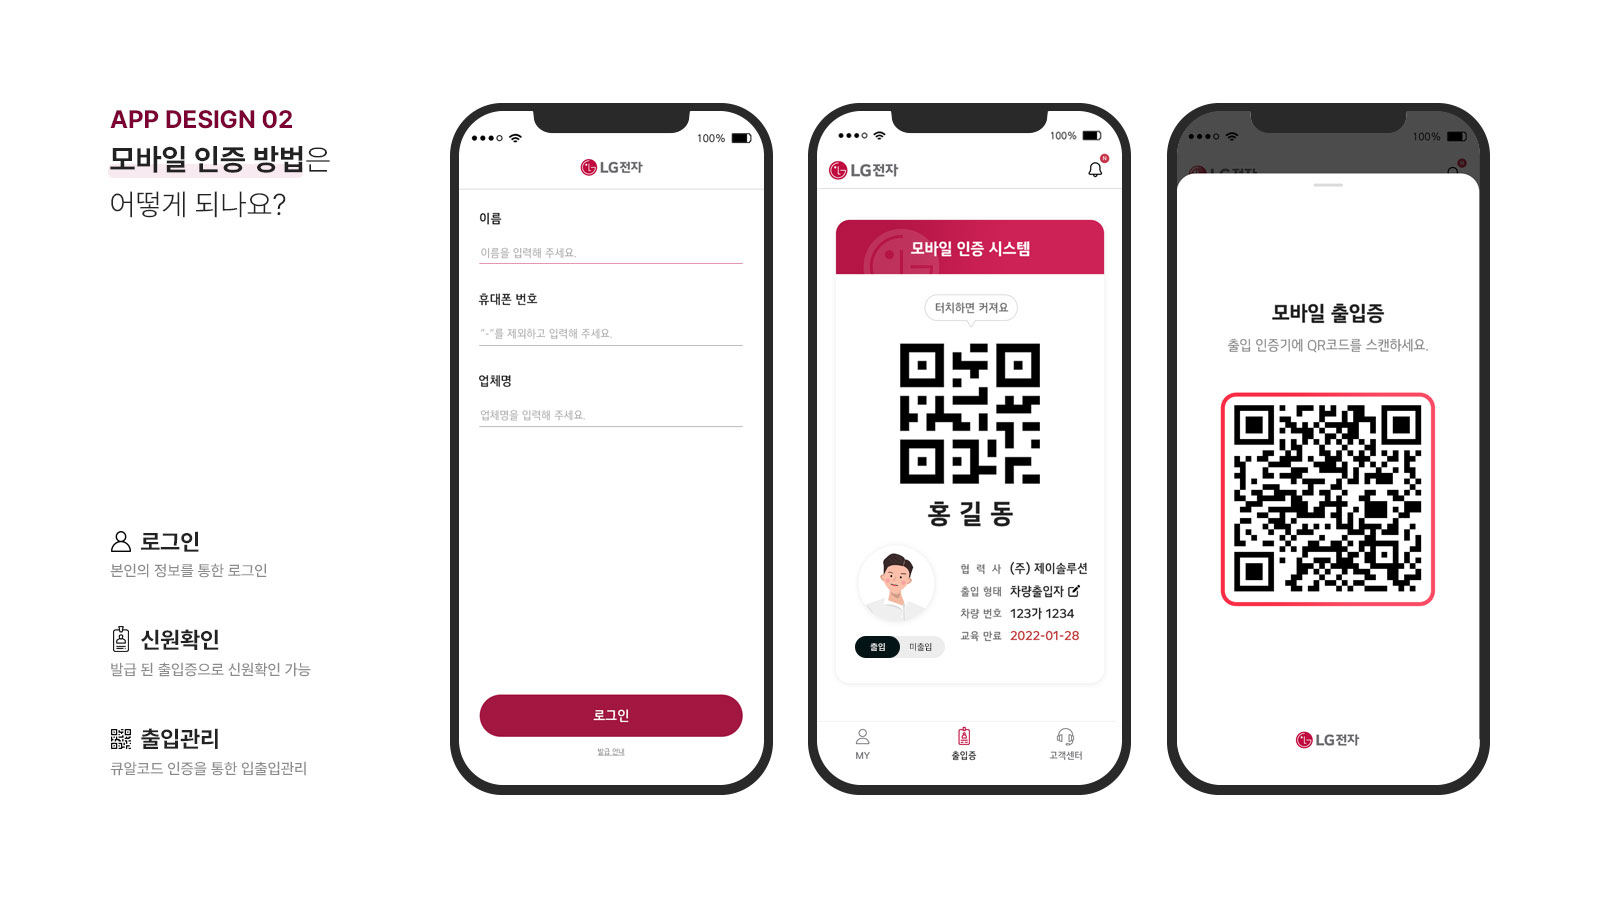 APP DESIGN 02
모바일 인증 방법은
어떻게 되나요?
로그인
본인의 정보를 통한 로그인
신원확인
발급 된 출입증으로 신원확인 가능
출입관리
큐알코드 인증을 통한 입출입관리
100%
LG전자
이름
이름을 입력해 주세요.
휴대폰 번호
"-"를 제외하고 입력해 주세요.
업체명
업체명을 입력해 주세요.
로그인
발급 안내
100%
LG전자
N
모바일 인증 시스템
터치하면 커져요
홍 길 동
협 력 사 (주) 제이솔루션
출입 형태 차량출입자
차량 번호 123가 1234
교육 만료 2022-01-28
출입 미출입
MY 출입증 고객센터
100%
LG전자
모바일 출입증
출입 인증기에 QR코드를 스캔하세요.
LG전자